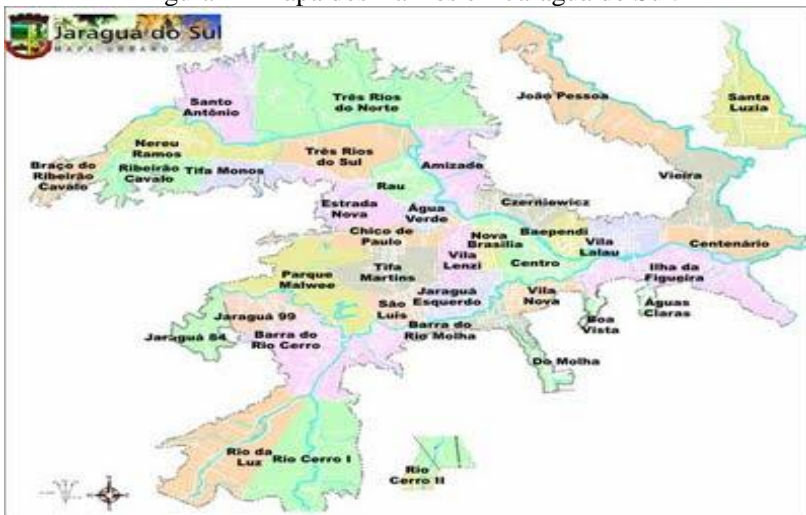 Jaraguá do Sul
MAPA URBANO
Santo
Antônio
Três Rios
do Norte
João Pessoa
Santa
Luzia
Nereu
Ramos
Três Rios
do Sul
Braço do
Ribeirão
Cavalo
Ribeirão
Cavalo
Tifa Monos
Amizade
Vieira
Rau
Estrada
Nova
Água
Verde
Czerniewicz
Chico de
Paulo
Nova
Brasília
Baependi
Vila
Lalau
Centenário
Vila
Lenzi
Centro
Parque
Malwee
Tifa
Martins
Ilha da
Figueira
Jaraguá
Esquerdo
São
Luis
Vila
Nova
Águas
Claras
Jaraguá 99
Boa
Vista
Jaraguá 84
Barra do
Rio Cerro
Barra do
Rio Molha
Do Molha
Rio da
Luz
Rio Cerro I
Rio
Cerro II